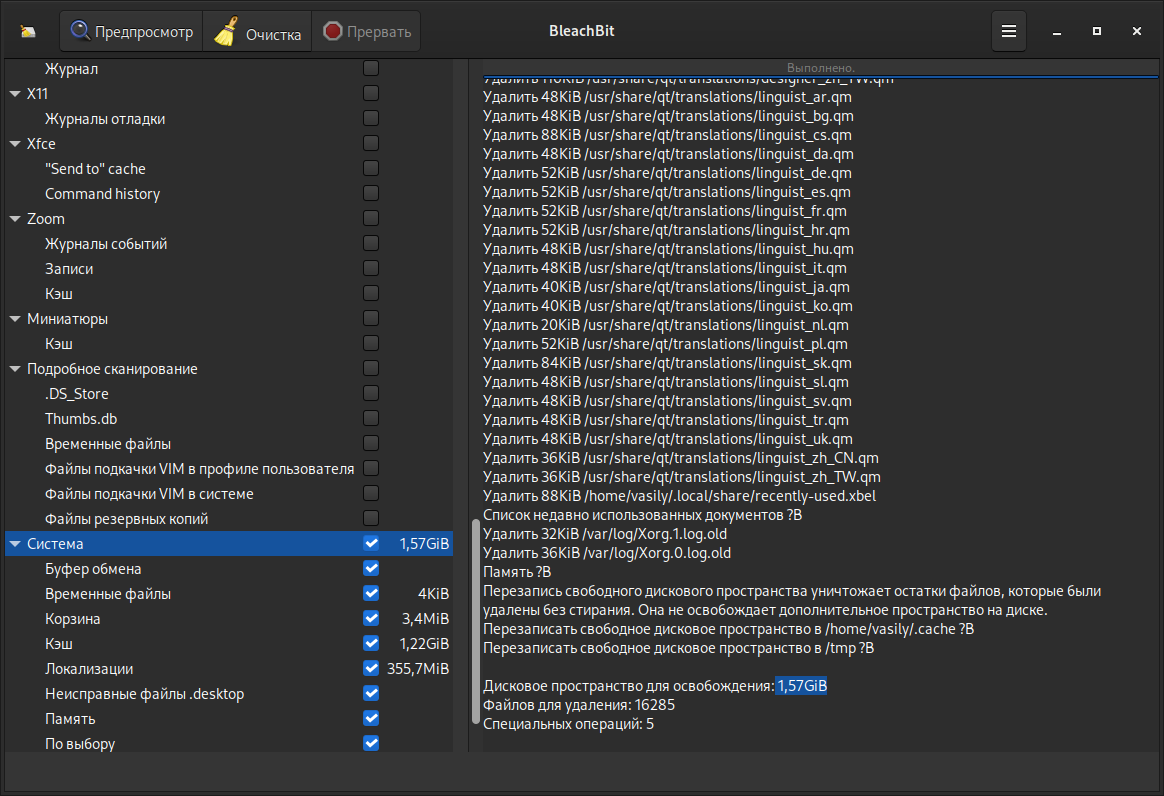 Предпросмотр
Очистка
Прервать
BleachBit
Журнал
X11
Журналы отладки
Xfce
"Send to" cache
Command history
Zoom
Журналы событий
Записи
Кэш
Миниатюры
Кэш
Подробное сканирование
.DS_Store
Thumbs.db
Временные файлы
Файлы подкачки VIM в профиле пользователя
Файлы подкачки VIM в системе
Файлы резервных копий
Система 1,57GiB
Буфер обмена
Временные файлы 4KiB
Корзина 3,4MiB
Кэш 1,22GiB
Локализации 355,7MiB
Неисправные файлы .desktop
Память
По выбору
Выполнено.
Удалить 116KiB /usr/share/qt/translations/designer_zh_TW.qm
Удалить 48KiB /usr/share/qt/translations/linguist_ar.qm
Удалить 48KiB /usr/share/qt/translations/linguist_bg.qm
Удалить 88KiB /usr/share/qt/translations/linguist_cs.qm
Удалить 48KiB /usr/share/qt/translations/linguist_da.qm
Удалить 52KiB /usr/share/qt/translations/linguist_de.qm
Удалить 52KiB /usr/share/qt/translations/linguist_es.qm
Удалить 52KiB /usr/share/qt/translations/linguist_fr.qm
Удалить 52KiB /usr/share/qt/translations/linguist_hr.qm
Удалить 48KiB /usr/share/qt/translations/linguist_hu.qm
Удалить 48KiB /usr/share/qt/translations/linguist_it.qm
Удалить 40KiB /usr/share/qt/translations/linguist_ja.qm
Удалить 40KiB /usr/share/qt/translations/linguist_ko.qm
Удалить 20KiB /usr/share/qt/translations/linguist_nl.qm
Удалить 52KiB /usr/share/qt/translations/linguist_pl.qm
Удалить 84KiB /usr/share/qt/translations/linguist_sk.qm
Удалить 48KiB /usr/share/qt/translations/linguist_sl.qm
Удалить 48KiB /usr/share/qt/translations/linguist_sv.qm
Удалить 48KiB /usr/share/qt/translations/linguist_tr.qm
Удалить 48KiB /usr/share/qt/translations/linguist_uk.qm
Удалить 36KiB /usr/share/qt/translations/linguist_zh_CN.qm
Удалить 36KiB /usr/share/qt/translations/linguist_zh_TW.qm
Удалить 88KiB /home/vasily/.local/share/recently-used.xbel
Список недавно использованных документов ?B
Удалить 32KiB /var/log/Xorg.1.log.old
Удалить 36KiB /var/log/Xorg.0.log.old
Память ?B
Перезапись свободного дискового пространства уничтожает остатки файлов, которые были
удалены без стирания. Она не освобождает дополнительное пространство на диске.
Перезаписать свободное дисковое пространство в /home/vasily/.cache ?B
Перезаписать свободное дисковое пространство в /tmp ?B
Дисковое пространство для освобождения: 1,57GiB
Файлов для удаления: 16285
Специальных операций: 5